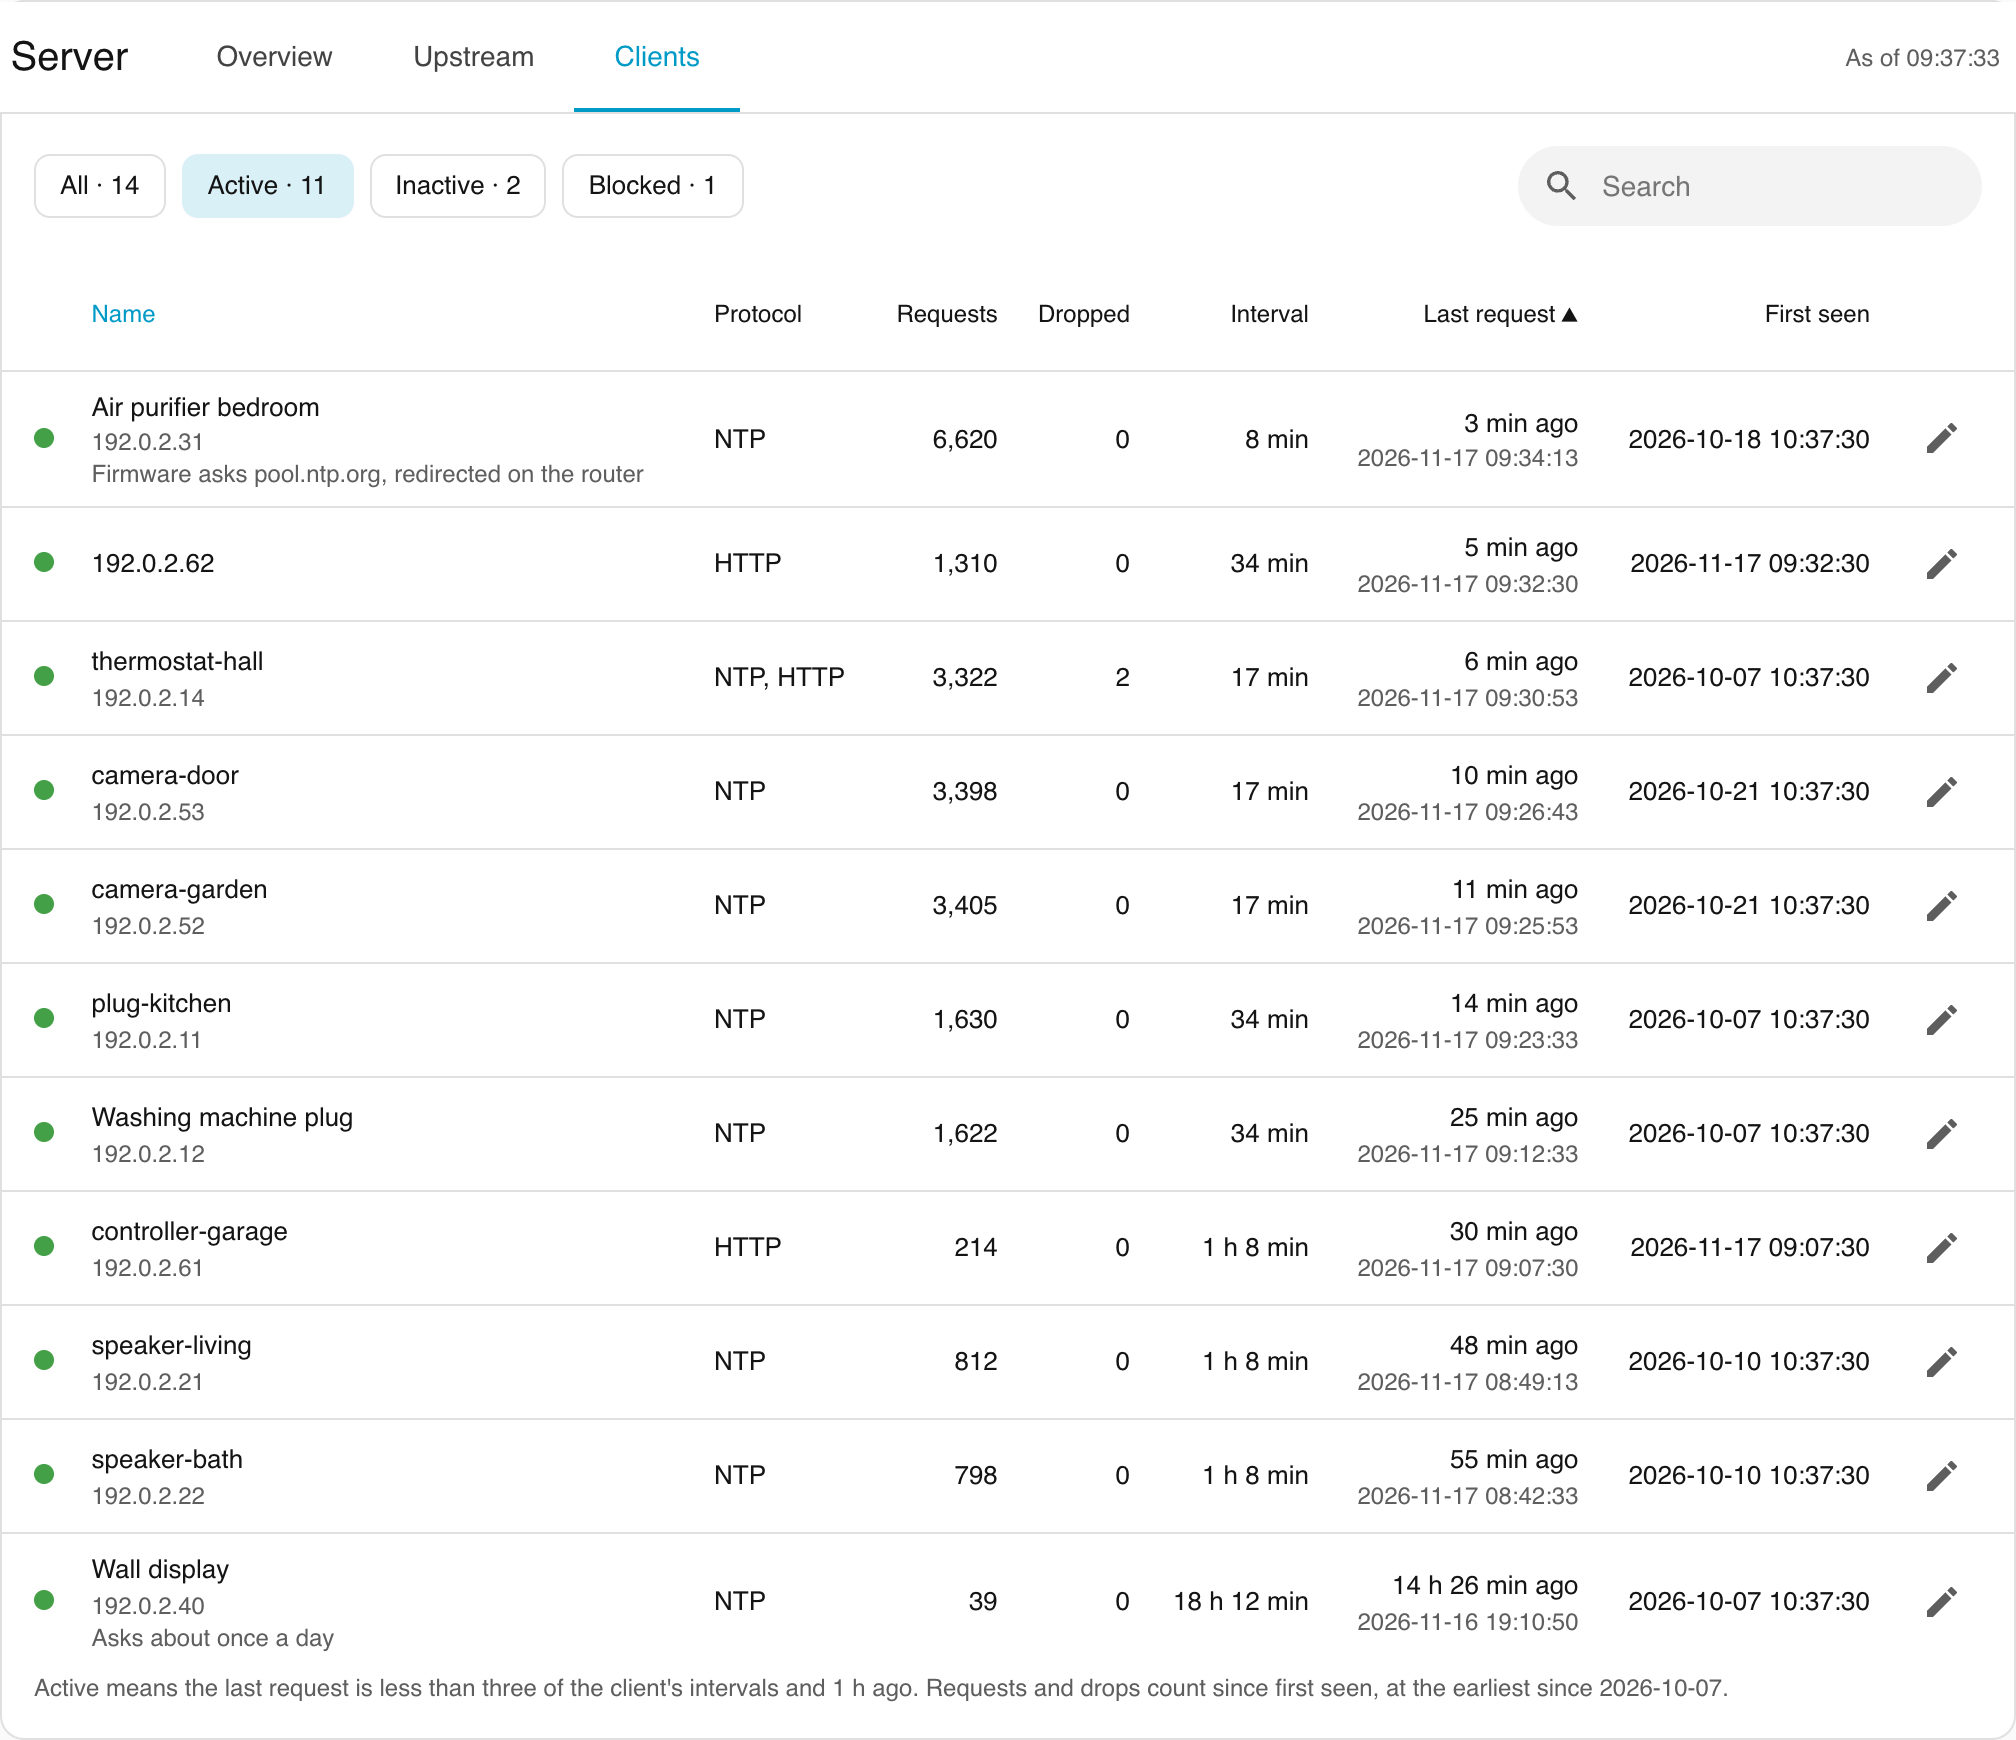 Server Overview Upstream Clients As of 09:37:33
All · 14 Active · 11 Inactive · 2 Blocked · 1 Search
Name Protocol Requests Dropped Interval Last request ▲ First seen
Air purifier bedroom
192.0.2.31
Firmware asks pool.ntp.org, redirected on the router
NTP 6,620 0 8 min 3 min ago 2026-10-18 10:37:30
2026-11-17 09:34:13
192.0.2.62 HTTP 1,310 0 34 min 5 min ago 2026-11-17 09:32:30
2026-11-17 09:32:30
thermostat-hall
192.0.2.14
NTP, HTTP 3,322 2 17 min 6 min ago 2026-10-07 10:37:30
2026-11-17 09:30:53
camera-door
192.0.2.53
NTP 3,398 0 17 min 10 min ago 2026-10-21 10:37:30
2026-11-17 09:26:43
camera-garden
192.0.2.52
NTP 3,405 0 17 min 11 min ago 2026-10-21 10:37:30
2026-11-17 09:25:53
plug-kitchen
192.0.2.11
NTP 1,630 0 34 min 14 min ago 2026-10-07 10:37:30
2026-11-17 09:23:33
Washing machine plug
192.0.2.12
NTP 1,622 0 34 min 25 min ago 2026-10-07 10:37:30
2026-11-17 09:12:33
controller-garage
192.0.2.61
HTTP 214 0 1 h 8 min 30 min ago 2026-11-17 09:07:30
2026-11-17 09:07:30
speaker-living
192.0.2.21
NTP 812 0 1 h 8 min 48 min ago 2026-10-10 10:37:30
2026-11-17 08:49:13
speaker-bath
192.0.2.22
NTP 798 0 1 h 8 min 55 min ago 2026-10-10 10:37:30
2026-11-17 08:42:33
Wall display
192.0.2.40
Asks about once a day
NTP 39 0 18 h 12 min 14 h 26 min ago 2026-10-07 10:37:30
2026-11-16 19:10:50
Active means the last request is less than three of the client's intervals and 1 h ago. Requests and drops count since first seen, at the earliest since 2026-10-07.